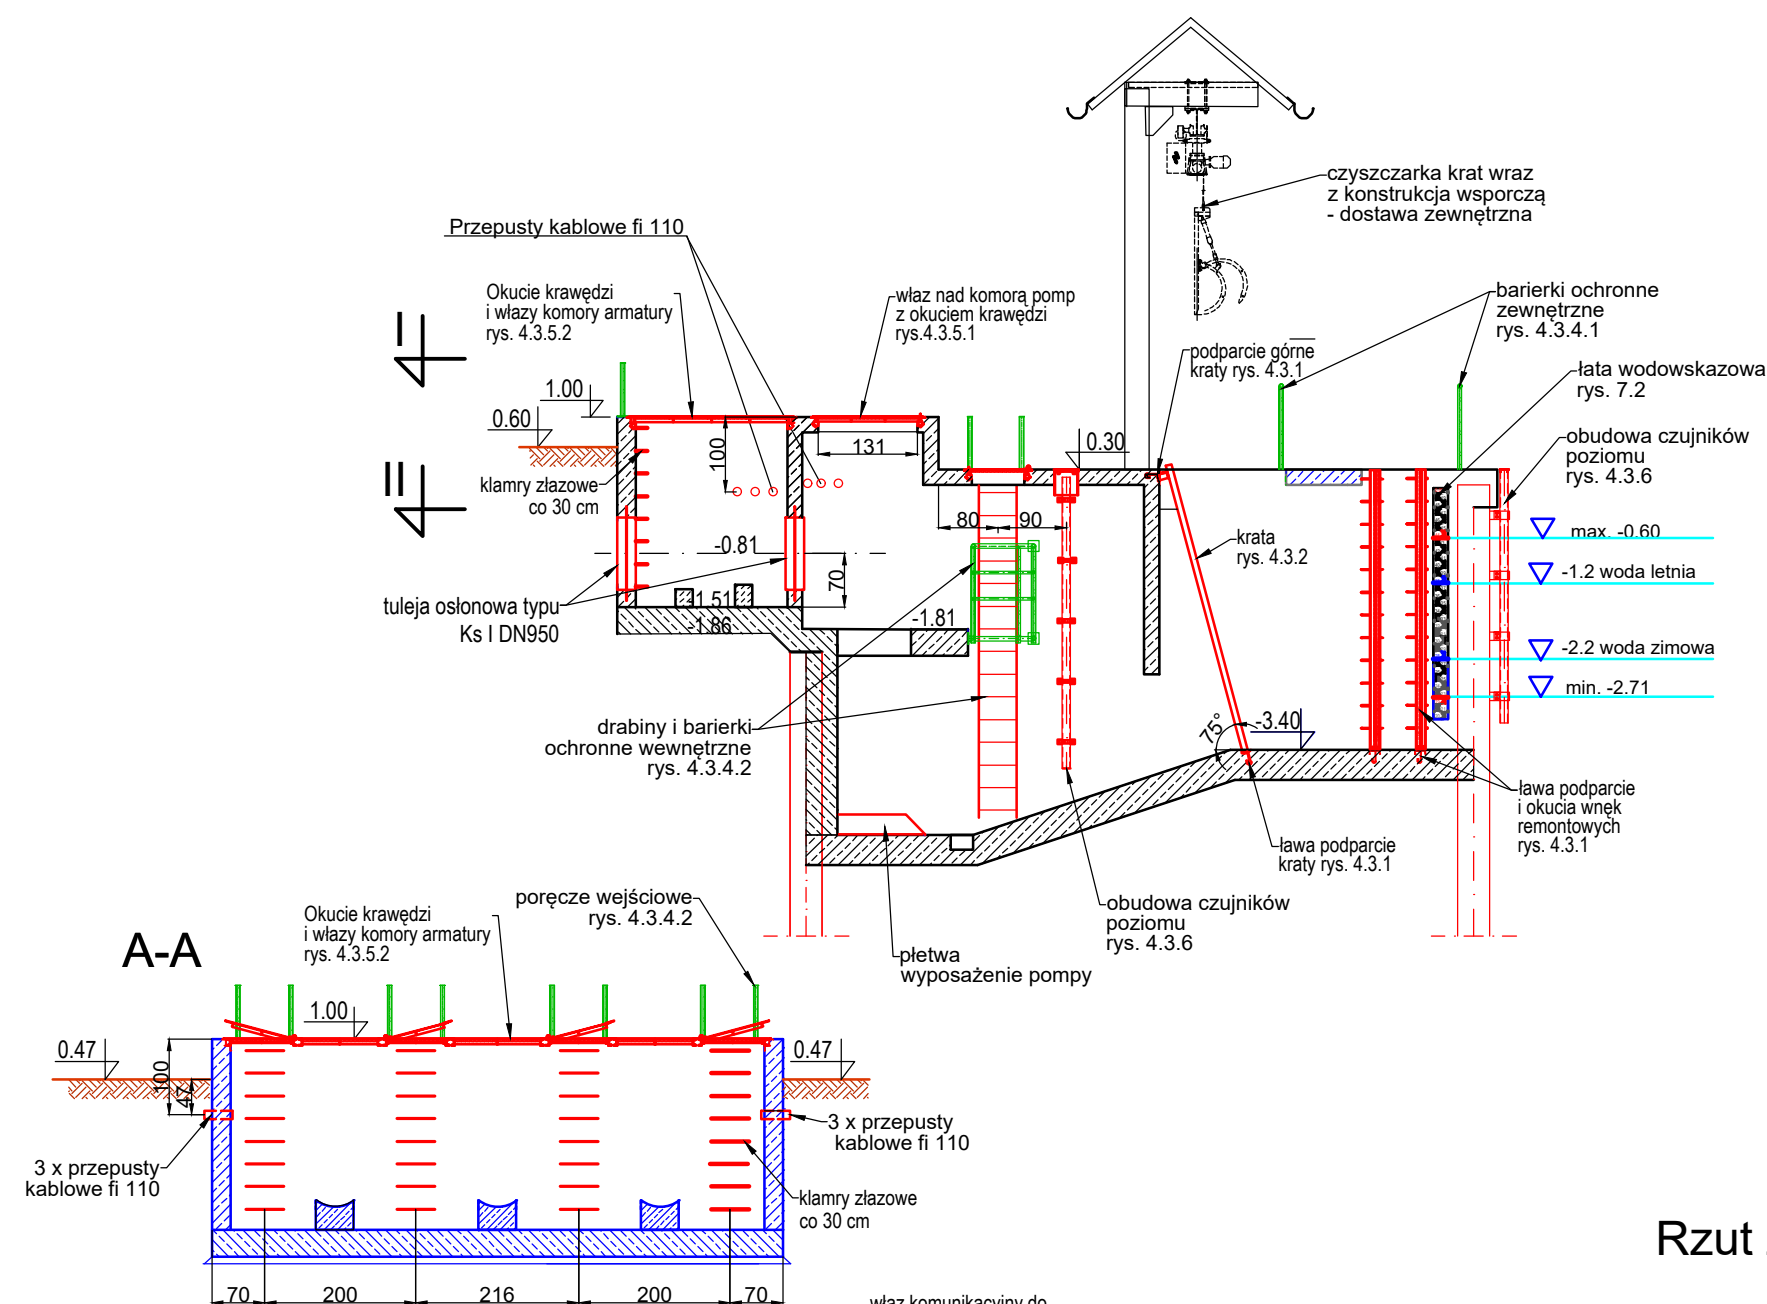 czyszczarka krat wraz
z konstrukcja wsporczą
- dostawa zewnętrzna
Przepusty kablowe fi 110
Okucie krawędzi
i włazy komory armatury
rys. 4.3.5.2
właz nad komorą pomp
z okuciem krawędzi
rys.4.3.5.1
barierki ochronne
zewnętrzne
rys. 4.3.4.1
I
podparcie górne
kraty rys. 4.3.1
łata wodowskazowa
rys. 7.2
1.00
0.60
131
100
0.30
obudowa czujników
poziomu
rys. 4.3.6
II
klamry złazowe
co 30 cm
80
90
krata
rys. 4.3.2
max. -0.60
-0.81
70
-1.2 woda letnia
tuleja osłonowa typu
Ks I DN950
-1.51
-1.86
-1.81
-2.2 woda zimowa
min. -2.71
drabiny i barierki
ochronne wewnętrzne
rys. 4.3.4.2
75°
-3.40
ława podparcie
i okucia wnęk
remontowych
rys. 4.3.1
ława podparcie
kraty rys. 4.3.1
obudowa czujników
poziomu
rys. 4.3.6
płetwa
wyposażenie pompy
A-A
Okucie krawędzi
i włazy komory armatury
rys. 4.3.5.2
poręcze wejściowe
rys. 4.3.4.2
1.00
0.47
0.47
100
47
3 x przepusty
kablowe fi 110
3 x przepusty
kablowe fi 110
klamry złazowe
co 30 cm
Rzut
70
200
216
200
70
właz komunikacyjny do